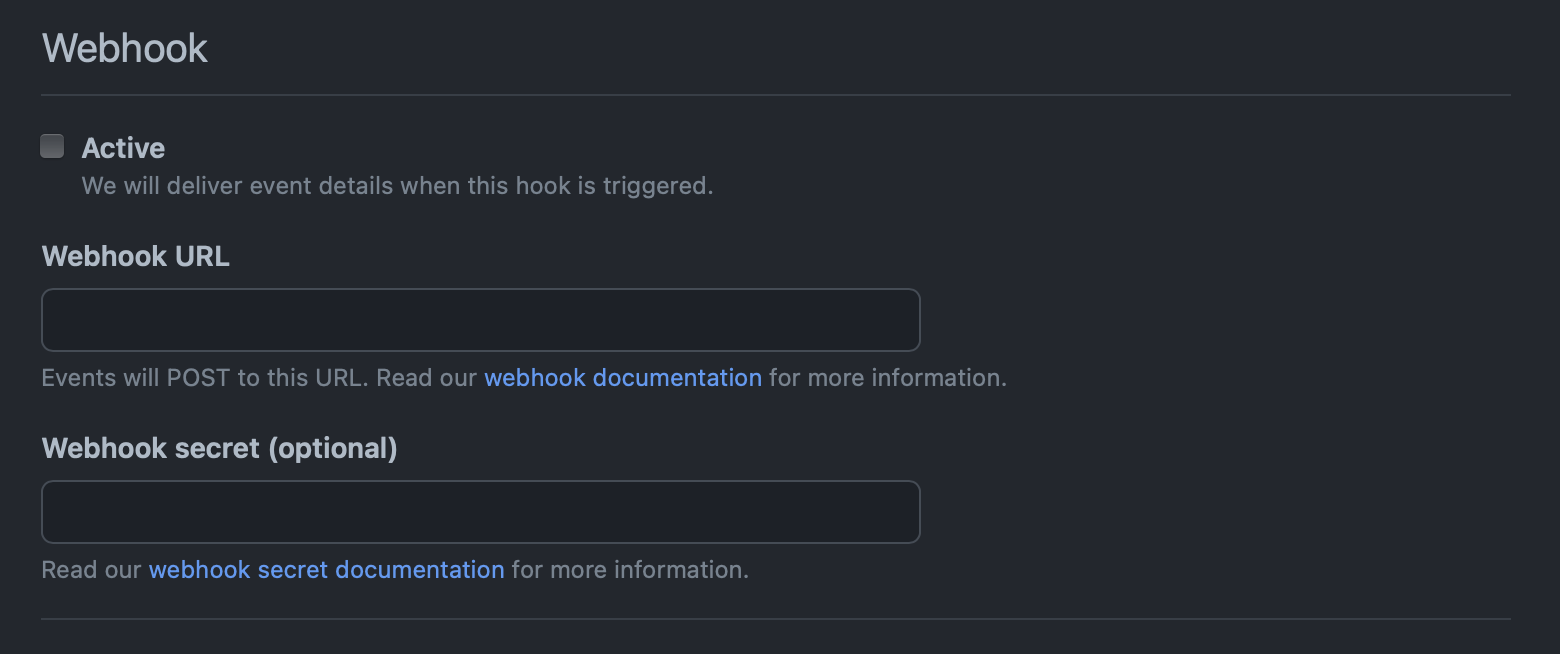 Webhook
Active
We will deliver event details when this hook is triggered.
Webhook URL
Events will POST to this URL. Read our webhook documentation for more information.
Webhook secret (optional)
Read our webhook secret documentation for more information.